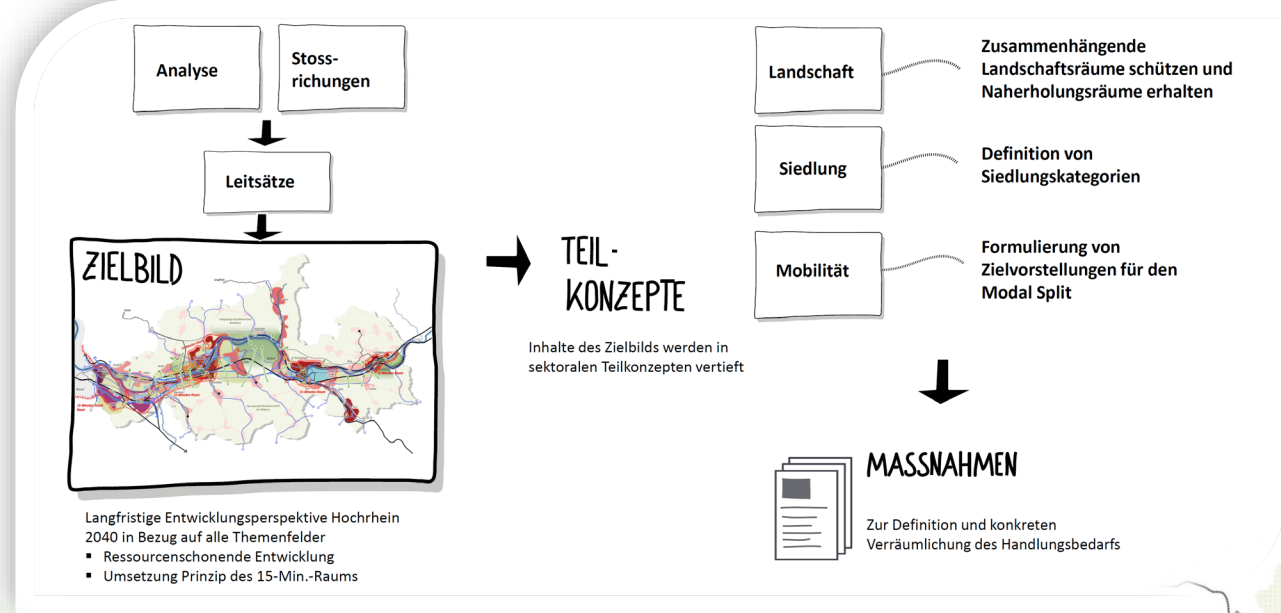 Analyse
Stoss-
richtungen
Leitsätze
ZIELBILD
Langfristige Entwicklungsperspektive Hochrhein
2040 in Bezug auf alle Themenfelder
▪ Ressourcenschonende Entwicklung
▪ Umsetzung Prinzip des 15-Min.-Raums
TEIL-
KONZEPTE
Inhalte des Zielbilds werden in
sektoralen Teilkonzepten vertieft
Landschaft
Zusammenhängende
Landschaftsräume schützen und
Naherholungsräume erhalten
Siedlung
Definition von
Siedlungskategorien
Mobilität
Formulierung von
Zielvorstellungen für den
Modal Split
MASSNAHMEN
Zur Definition und konkreten
Verräumlichung des Handlungsbedarfs